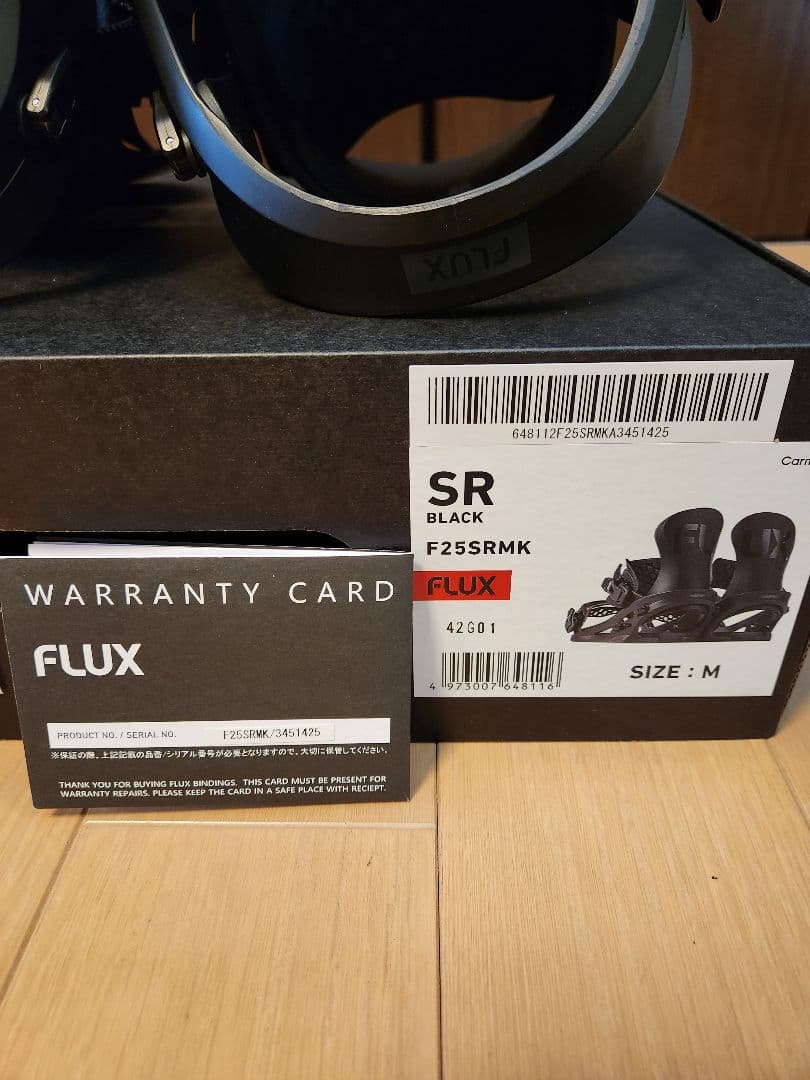 FLUX
648112F25SRMKA3451425
SR
BLACK
F25SRMK
FLUX
42G01
4 973007 648116
SIZE : M
WARRANTY CARD
FLUX
PRODUCT NO. / SERIAL NO. F25SRMK/3451425
※保証の際、上記記載の品番/シリアル番号が必要となりますので、大切に保管してください。
THANK YOU FOR BUYING FLUX BINDINGS. THIS CARD MUST BE PRESENT FOR
WARRANTY REPAIRS. PLEASE KEEP THE CARD IN A SAFE PLACE WITH RECIEPT.